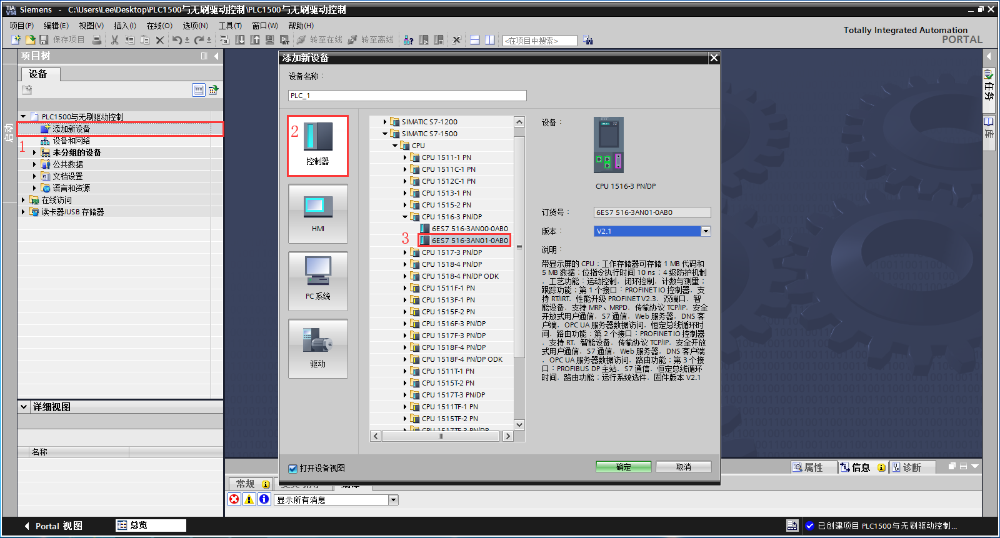 TIA
V14
Siemens  -  C:\Users\Lee\Desktop\PLC1500与无刷驱动控制\PLC1500与无刷驱动控制
项目(P)  编辑(E)  视图(V)  插入(I)  在线(O)  选项(N)  工具(T)  窗口(W)  帮助(H)
Totally Integrated Automation
PORTAL
保存项目  转至在线  转至离线  <在项目中搜索>
项目树
设备
PLC1500与无刷驱动控制
添加新设备
设备和网络
未分组的设备
公共数据
文档设置
语言和资源
在线访问
读卡器/USB 存储器
启动
1
详细视图
名称
添加新设备
设备名称：
PLC_1
2
控制器
HMI
PC 系统
驱动
SIMATIC S7-1200
SIMATIC S7-1500
CPU
CPU 1511-1 PN
CPU 1511C-1 PN
CPU 1512C-1 PN
CPU 1513-1 PN
CPU 1515-2 PN
CPU 1516-3 PN/DP
6ES7 516-3AN00-0AB0
3
6ES7 516-3AN01-0AB0
CPU 1517-3 PN/DP
CPU 1518-4 PN/DP
CPU 1518-4 PN/DP ODK
CPU 1511F-1 PN
CPU 1513F-1 PN
CPU 1515F-2 PN
CPU 1516F-3 PN/DP
CPU 1517F-3 PN/DP
CPU 1518F-4 PN/DP
CPU 1518F-4 PN/DP ODK
CPU 1511T-1 PN
CPU 1515T-2 PN
CPU 1517T-3 PN/DP
CPU 1511TF-1 PN
CPU 1515TF-2 PN
CPU 1517TF-3 PN/DP
设备：
CPU 1516-3 PN/DP
订货号：
6ES7 516-3AN01-0AB0
版本：
V2.1
说明：
带显示屏的 CPU；工作存储器可存储 1 MB 代码和
5 MB 数据；位指令执行时间 10 ns；4 级防护机制
，工艺功能：运动控制，闭环控制，计数与测量；
跟踪功能；第 1 个接口：PROFINET IO 控制器，支
持 RT/IRT，性能升级 PROFINET V2.3，双端口，智
能设备，支持 MRP、MRPD，传输协议 TCP/IP，安全
开放式用户通信，S7 通信，Web 服务器，DNS 客
户端，OPC UA 服务器数据访问，恒定总线循环时
间，路由功能；第 2 个接口：PROFINET IO 控制器
，支持 RT，智能设备，传输协议 TCP/IP，安全开放
式用户通信，S7 通信，Web 服务器，DNS 客户端
，OPC UA 服务器数据访问，路由功能；第 3 个接
口：PROFIBUS DP 主站，S7 通信，恒定总线循环
时间，路由功能；运行系统选件，固件版本 V2.1
打开设备视图
确定
取消
任务
库
属性
信息
诊断
常规
编译
显示所有消息
Portal 视图
总览
已创建项目 PLC1500与无刷驱动控制...